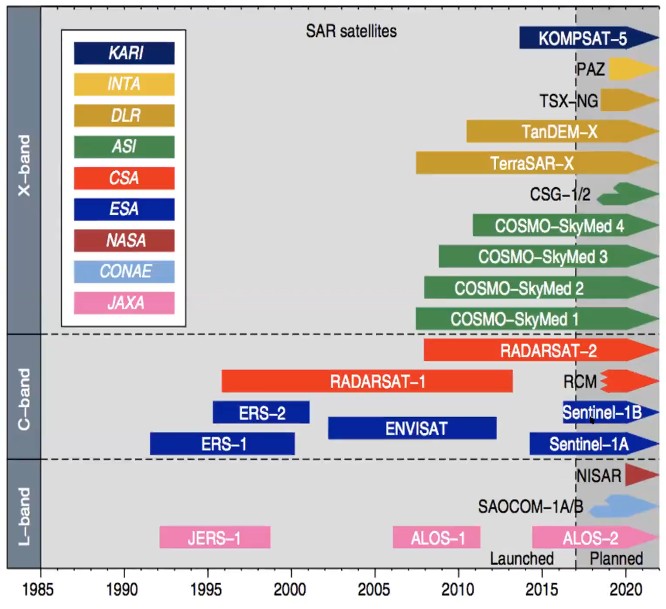 SAR satellites
X-band
KARI
INTA
DLR
ASI
CSA
ESA
NASA
CONAE
JAXA
KOMPSAT-5
PAZ
TSX-NG
TanDEM-X
TerraSAR-X
CSG-1/2
COSMO-SkyMed 4
COSMO-SkyMed 3
COSMO-SkyMed 2
COSMO-SkyMed 1
C-band
RADARSAT-2
RADARSAT-1
RCM
ERS-2
Sentinel-1B
ENVISAT
ERS-1
Sentinel-1A
L-band
NISAR
SAOCOM-1A/B
JERS-1
ALOS-1
ALOS-2
Launched
Planned
1985 1990 1995 2000 2005 2010 2015 2020